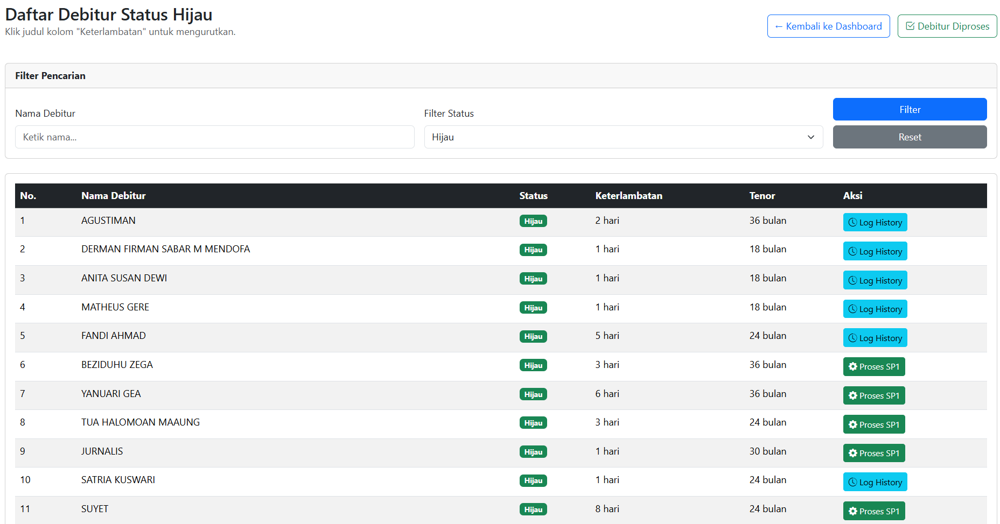 Daftar Debitur Status Hijau
Klik judul kolom "Keterlambatan" untuk mengurutkan.
← Kembali ke Dashboard
Debitur Diproses
Filter Pencarian
Nama Debitur
Filter Status
Filter
Ketik nama...
Hijau
Reset
No. Nama Debitur Status Keterlambatan Tenor Aksi
1 AGUSTIMAN Hijau 2 hari 36 bulan Log History
2 DERMAN FIRMAN SABAR M MENDOFA Hijau 1 hari 18 bulan Log History
3 ANITA SUSAN DEWI Hijau 1 hari 18 bulan Log History
4 MATHEUS GERE Hijau 1 hari 18 bulan Log History
5 FANDI AHMAD Hijau 5 hari 24 bulan Log History
6 BEZIDUHU ZEGA Hijau 3 hari 36 bulan Proses SP1
7 YANUARI GEA Hijau 6 hari 36 bulan Proses SP1
8 TUA HALOMOAN MAAUNG Hijau 3 hari 24 bulan Proses SP1
9 JURNALIS Hijau 1 hari 30 bulan Proses SP1
10 SATRIA KUSWARI Hijau 1 hari 24 bulan Log History
11 SUYET Hijau 8 hari 24 bulan Proses SP1